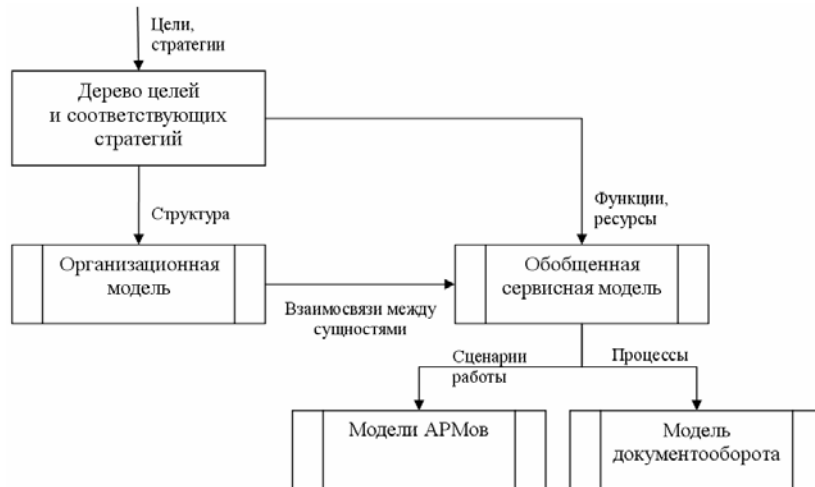 Цели,
стратегии
Дерево целей
и соответствующих
стратегий
Структура
Функции,
ресурсы
Организационная
модель
Обобщенная
сервисная модель
Взаимосвязи между
сущностями
Сценарии
работы
Процессы
Модели АРМов
Модель
документооборота